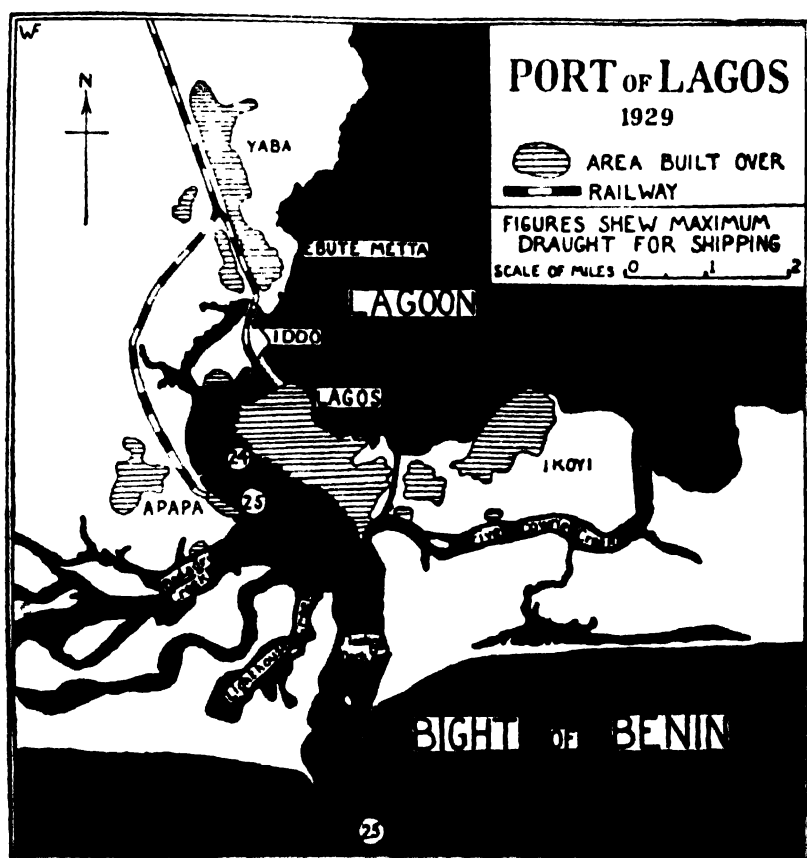 WF
PORT OF LAGOS
1929
AREA BUILT OVER
RAILWAY
FIGURES SHEW MAXIMUM
DRAUGHT FOR SHIPPING
SCALE OF MILES 0 1 2
N
YABA
EBUTE METTA
LAGOON
IDDO
LAGOS
24
25
IKOYI
APAPA
BIGHT OF BENIN
25